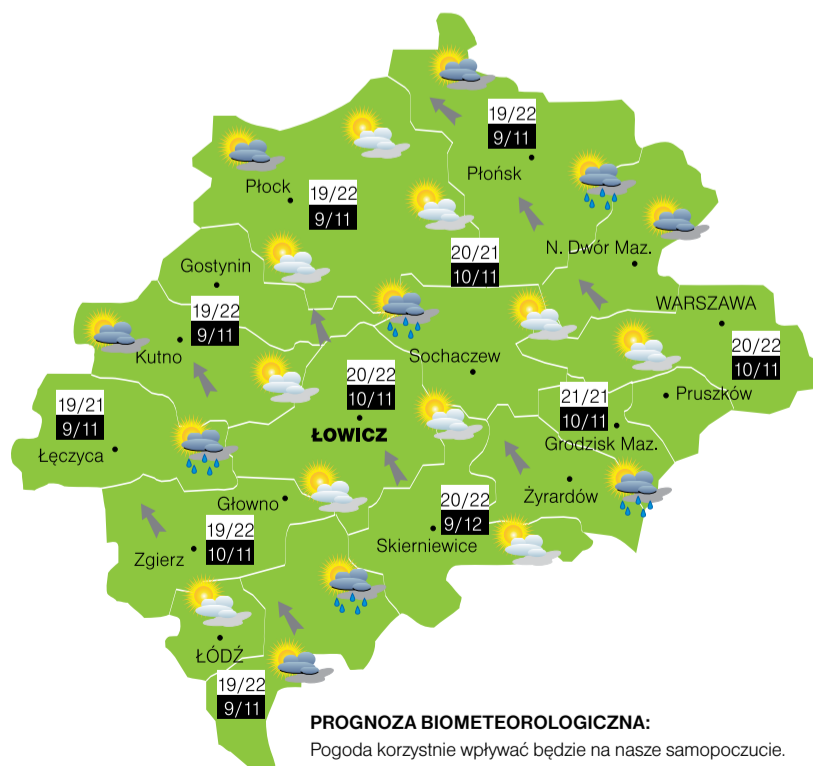 19/22
9/11
Płońsk
Płock
19/22
9/11
20/21
10/11
N. Dwór Maz.
Gostynin
WARSZAWA
19/22
9/11
Kutno
Sochaczew
20/22
10/11
20/22
10/11
ŁOWICZ
Pruszków
21/21
10/11
Grodzisk Maz.
19/21
9/11
Łęczyca
Głowno
Żyrardów
20/22
9/12
Skierniewice
19/22
10/11
Zgierz
ŁÓDŹ
19/22
9/11
PROGNOZA BIOMETEOROLOGICZNA:
Pogoda korzystnie wpływać będzie na nasze samopoczucie.